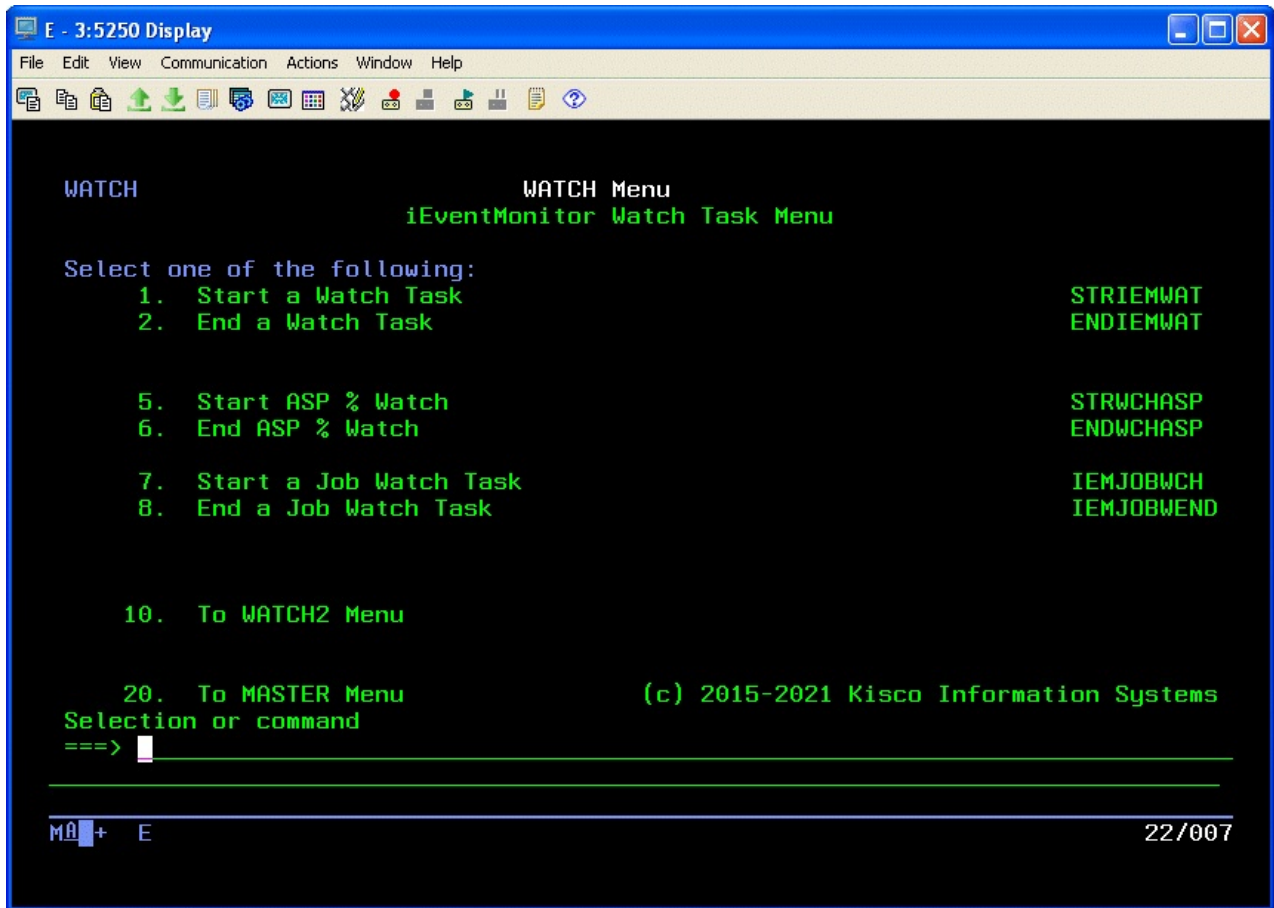 E - 3:5250 Display
File Edit View Communication Actions Window Help
WATCH WATCH Menu
iEventMonitor Watch Task Menu
Select one of the following:
1. Start a Watch Task STRIEMWAT
2. End a Watch Task ENDIEMWAT
5. Start ASP % Watch STRWCHASP
6. End ASP % Watch ENDWCHASP
7. Start a Job Watch Task IEMJOBWCH
8. End a Job Watch Task IEMJOBWEND
10. To WATCH2 Menu
20. To MASTER Menu (c) 2015-2021 Kisco Information Systems
Selection or command
===>
MA + E 22/007